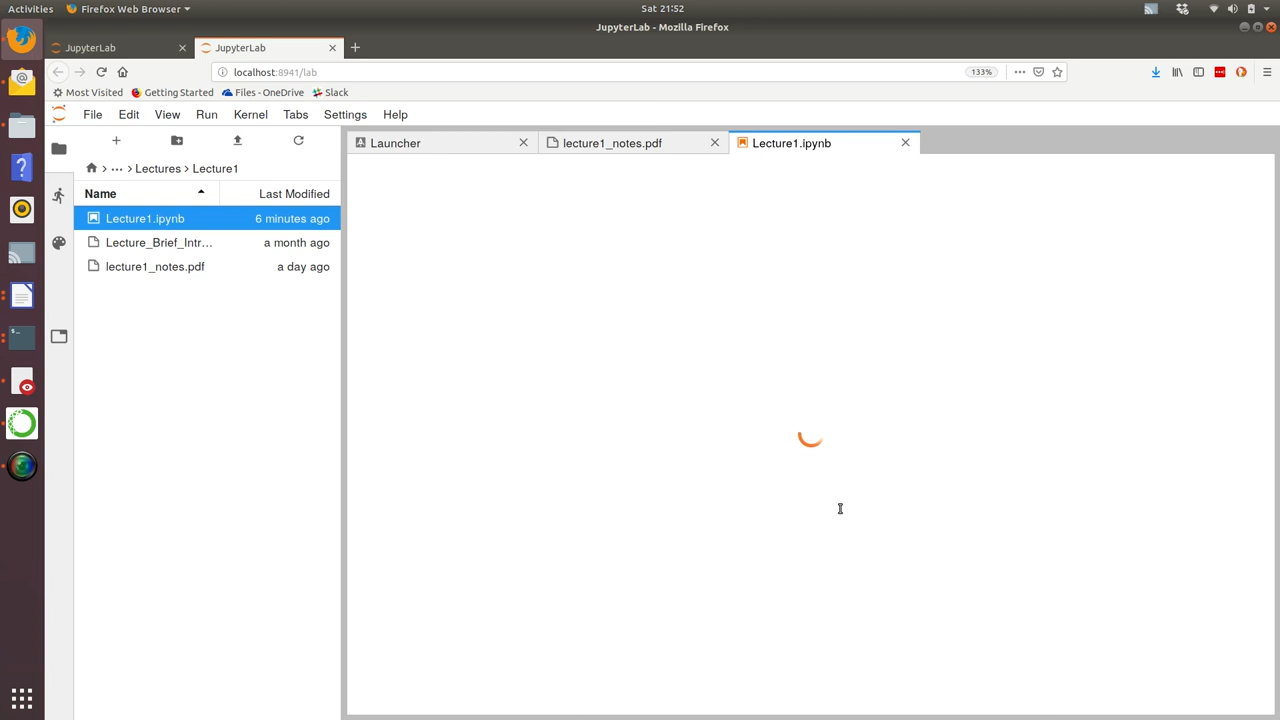 Activities Firefox Web Browser Sat 21:52
JupyterLab - Mozilla Firefox
JupyterLab JupyterLab
localhost:8941/lab 133%
Most Visited Getting Started Files - OneDrive Slack
File Edit View Run Kernel Tabs Settings Help
Launcher lecture1_notes.pdf Lecture1.ipynb
… Lectures Lecture1
Name Last Modified
Lecture1.ipynb 6 minutes ago
Lecture_Brief_Intr… a month ago
lecture1_notes.pdf a day ago